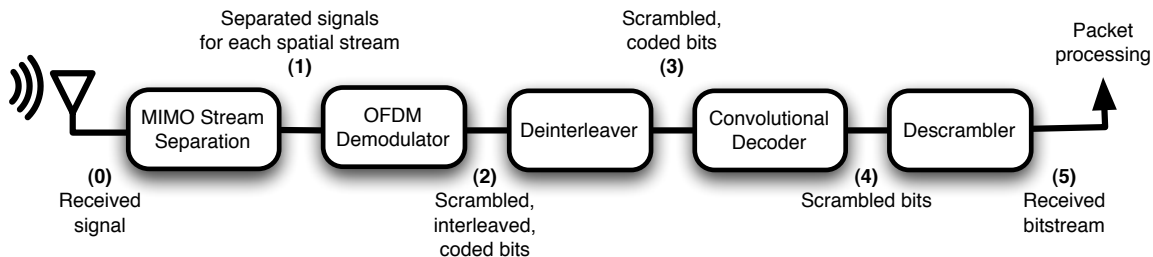 Separated signals
for each spatial stream
(1)
Scrambled,
coded bits
(3)
Packet
processing
MIMO Stream
Separation
OFDM
Demodulator
Deinterleaver
Convolutional
Decoder
Descrambler
(0)
Received
signal
(2)
Scrambled,
interleaved,
coded bits
(4)
Scrambled bits
(5)
Received
bitstream